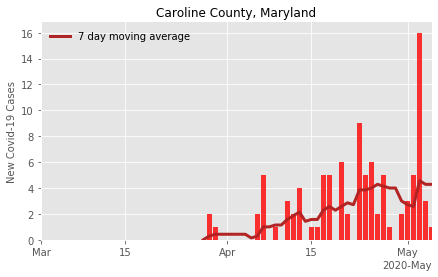 Caroline County, Maryland
7 day moving average
New Covid-19 Cases
16
14
12
10
8
6
4
2
0
Mar 15 Apr 15 May
2020-May